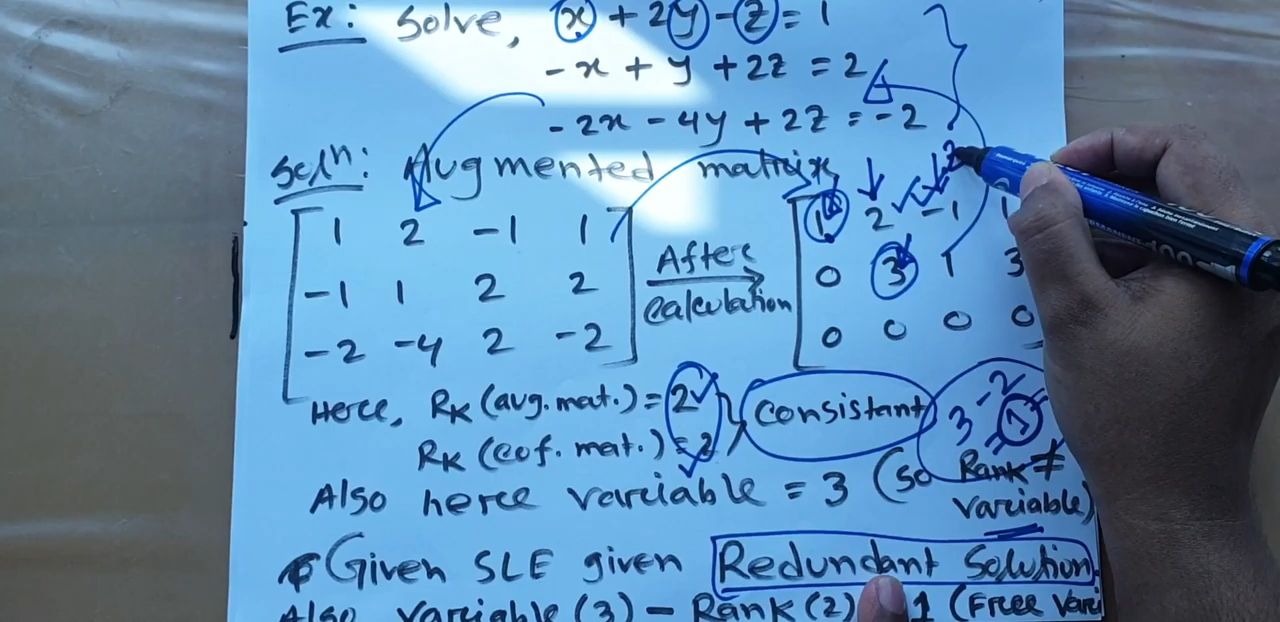 Ex: Solve, x + 2y - z = 1
-x + y + 2z = 2
-2x - 4y + 2z = -2
Solⁿ: Augmented matrix,
1 2 -1 1
-1 1 2 2
-2 -4 2 -2
After
calculation
1 2 -1 1
0 3 1 3
0 0 0 0
z
Here, RK (aug. mat.) = 2
RK (cof. mat.) = 2
Consistant
3 - 2
1
Also here variable = 3 (so Rank ≠
variable)
Given SLE given Redundant Solution
Also Variable (3) - Rank (2) 1 (Free Vari